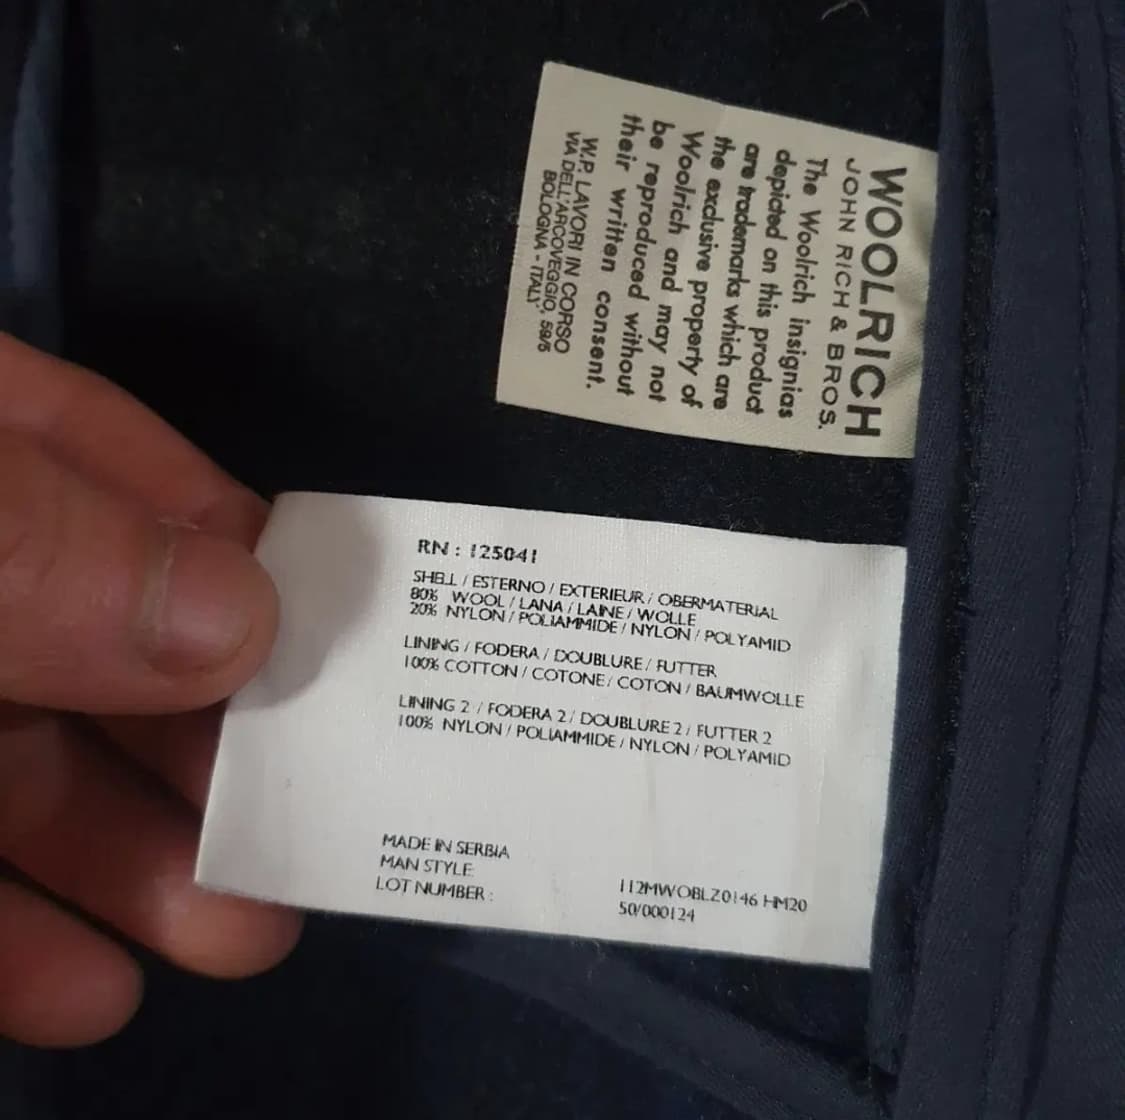 WOOLRICH
JOHN RICH & BROS.
The Woolrich insignias
depicted on this product
are trademarks which are
the exclusive property of
Woolrich and may not
be reproduced without
their written consent.
W.P. LAVORI IN CORSO
VIA DELL'ARCOVEGGIO, 59/5
BOLOGNA - ITALY
RN : 125041
SHELL / ESTERNO / EXTERIEUR / OBERMATERIAL
80% WOOL / LANA / LAINE / WOLLE
20% NYLON / POLIAMMIDE / NYLON / POLYAMID
LINING / FODERA / DOUBLURE / FUTTER
100% COTTON / COTONE / COTON / BAUMWOLLE
LINING 2 / FODERA 2 / DOUBLURE 2 / FUTTER 2
100% NYLON / POLIAMMIDE / NYLON / POLYAMID
MADE IN SERBIA
MAN STYLE 112MWOBLZ0146 HM20
LOT NUMBER : 50/000124